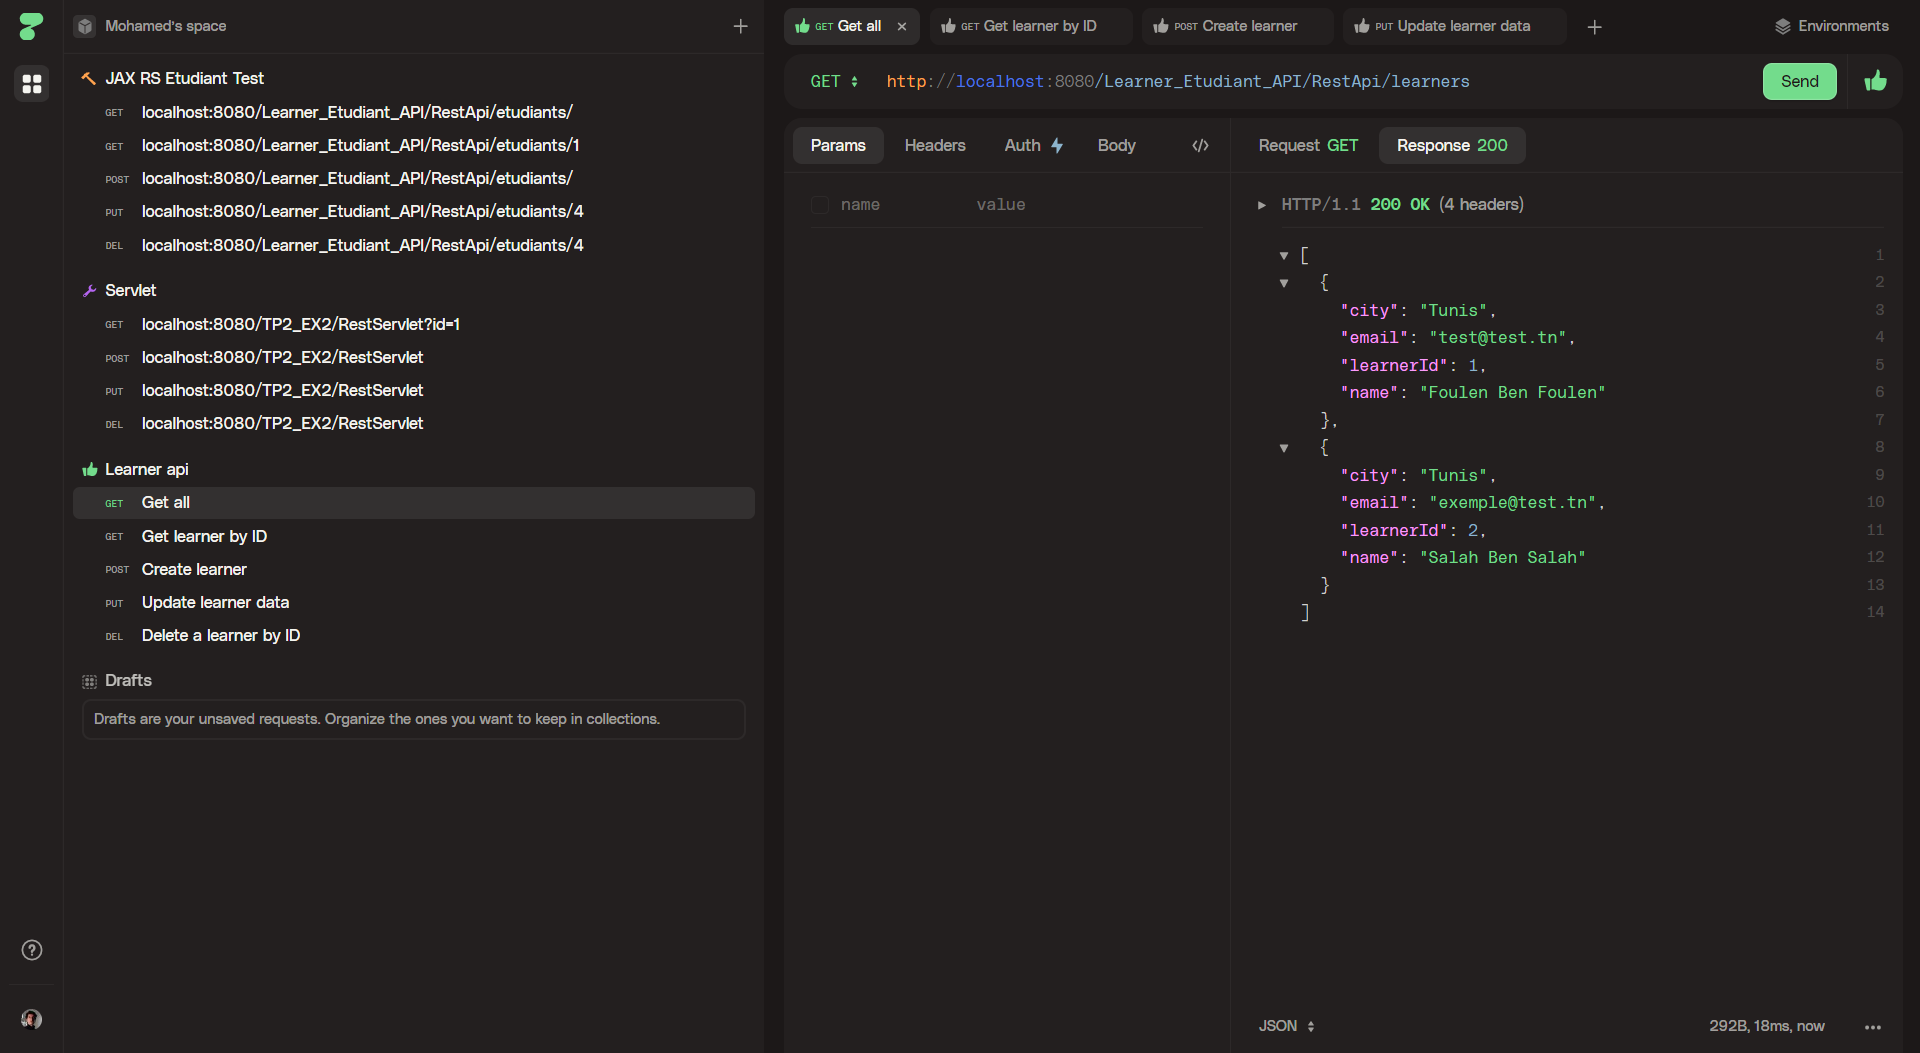 Mohamed's space
JAX RS Etudiant Test
GET localhost:8080/Learner_Etudiant_API/RestApi/etudiants/
GET localhost:8080/Learner_Etudiant_API/RestApi/etudiants/1
POST localhost:8080/Learner_Etudiant_API/RestApi/etudiants/
PUT localhost:8080/Learner_Etudiant_API/RestApi/etudiants/4
DEL localhost:8080/Learner_Etudiant_API/RestApi/etudiants/4
Servlet
GET localhost:8080/TP2_EX2/RestServlet?id=1
POST localhost:8080/TP2_EX2/RestServlet
PUT localhost:8080/TP2_EX2/RestServlet
DEL localhost:8080/TP2_EX2/RestServlet
Learner api
GET Get all
GET Get learner by ID
POST Create learner
PUT Update learner data
DEL Delete a learner by ID
Drafts
Drafts are your unsaved requests. Organize the ones you want to keep in collections.
GET Get all × GET Get learner by ID POST Create learner PUT Update learner data + Environments
GET http://localhost:8080/Learner_Etudiant_API/RestApi/learners Send
Params Headers Auth Body </>
name value
Request GET Response 200
HTTP/1.1 200 OK (4 headers)
[ 1
{ 2
"city": "Tunis", 3
"email": "test@test.tn", 4
"learnerId": 1, 5
"name": "Foulen Ben Foulen" 6
}, 7
{ 8
"city": "Tunis", 9
"email": "exemple@test.tn", 10
"learnerId": 2, 11
"name": "Salah Ben Salah" 12
} 13
] 14
JSON 292B, 18ms, now